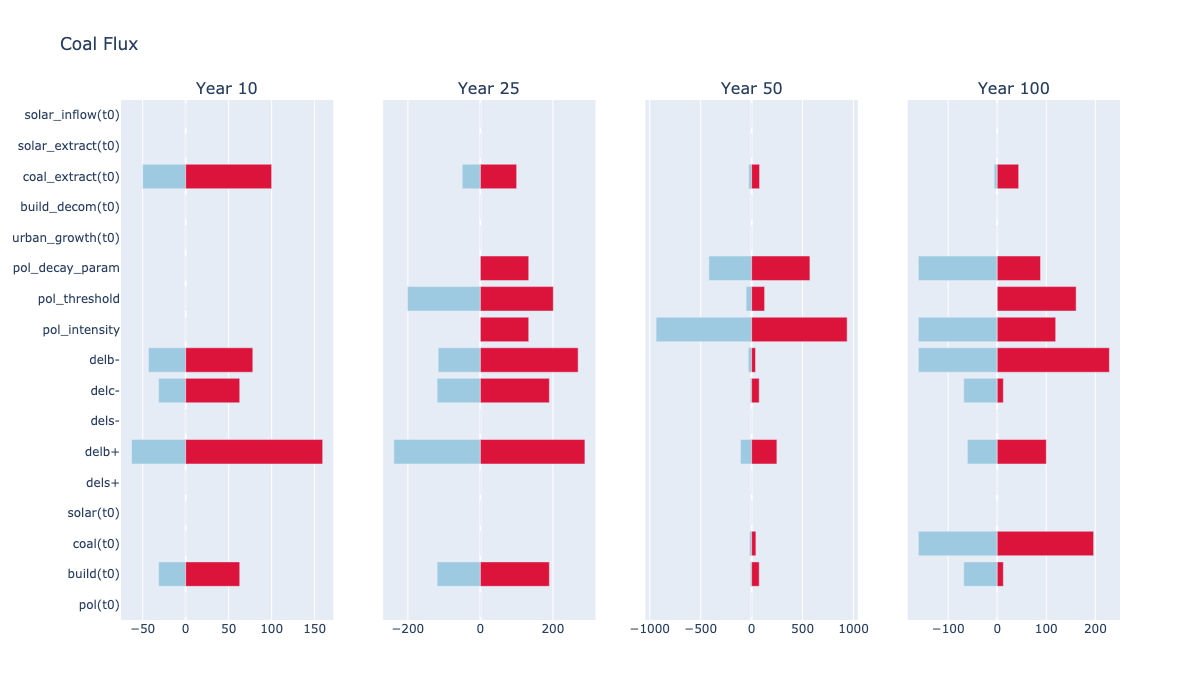 Coal Flux
Year 10
Year 25
Year 50
Year 100
solar_inflow(t0)
solar_extract(t0)
coal_extract(t0)
build_decom(t0)
urban_growth(t0)
pol_decay_param
pol_threshold
pol_intensity
delb-
delc-
dels-
delb+
dels+
solar(t0)
coal(t0)
build(t0)
pol(t0)
−50 0 50 100 150
−200 0 200
−1000 −500 0 500 1000
−100 0 100 200